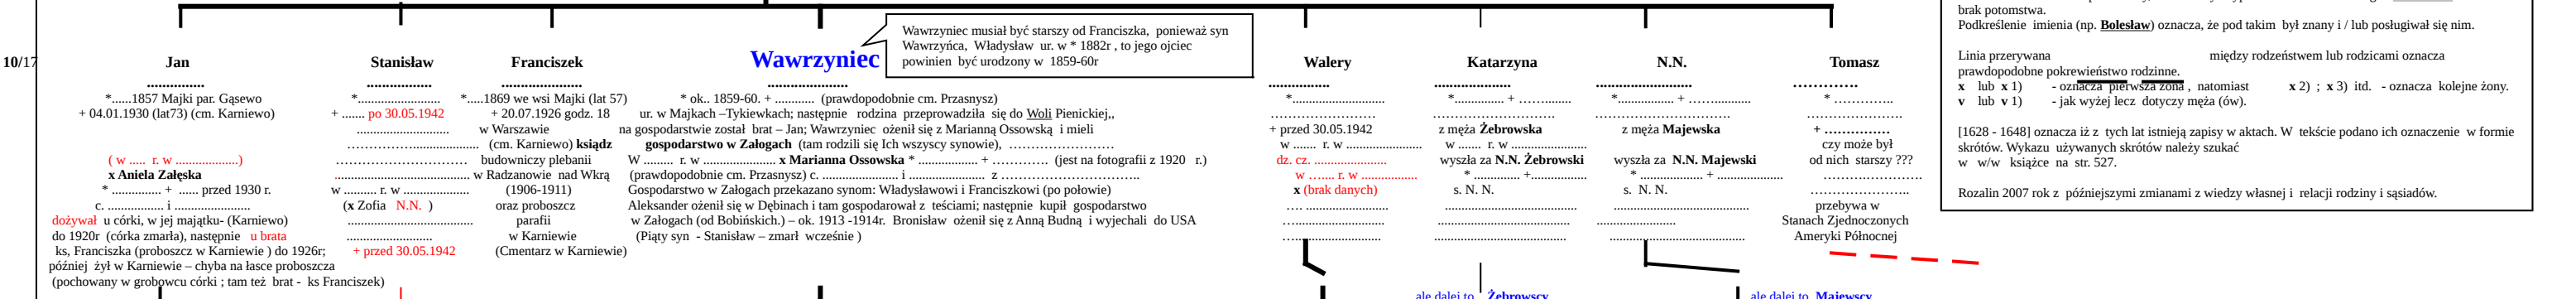 brak potomstwa.
Podkreślenie imienia (np. Bolesław) oznacza, że pod takim był znany i / lub posługiwał się nim.
Linia przerywana między rodzeństwem lub rodzicami oznacza
prawdopodobne pokrewieństwo rodzinne.
x lub x 1) - oznacza pierwsza żona , natomiast x 2) ; x 3) itd. - oznacza kolejne żony.
v lub v 1) - jak wyżej lecz dotyczy męża (ów).
[1628 - 1648] oznacza iż z tych lat istnieją zapisy w aktach. W tekście podano ich oznaczenie w formie
skrótów. Wykazu używanych skrótów należy szukać
w w/w książce na str. 527.
Rozalin 2007 rok z późniejszymi zmianami z wiedzy własnej i relacji rodziny i sąsiadów.
Wawrzyniec musiał być starszy od Franciszka, ponieważ syn
Wawrzyńca, Władysław ur. w * 1882r , to jego ojciec
powinien być urodzony w 1859-60r
10/17
Jan
...............
*......1857 Majki par. Gąsewo
+ 04.01.1930 (lat73) (cm. Karniewo)
( w ..... r. w ...................)
x Aniela Załęska
* ............... + ...... przed 1930 r.
c. ..................... i .......................
dożywał u córki, w jej majątku- (Karniewo)
do 1920r (córka zmarła), następnie u brata
ks, Franciszka (proboszcz w Karniewie ) do 1926r;
później żył w Karniewie – chyba na łasce proboszcza
(pochowany w grobowcu córki ; tam też brat - ks Franciszek)
Stanisław
.................
*.........................
+ ....... po 30.05.1942
............................
………….....................
…………………………
..........................................
w .......... r. w ....................
(x Zofia N.N. )
......................................
..........................
+ przed 30.05.1942
Franciszek
.....................
*.....1869 we wsi Majki (lat 57)
+ 20.07.1926 godz. 18
w Warszawie
(cm. Karniewo) ksiądz
budowniczy plebanii
w Radzanowie nad Wkrą
(1906-1911)
oraz proboszcz
parafii
w Karniewie
(Cmentarz w Karniewie)
Wawrzyniec
.....................
* ok.. 1859-60. + ............ (prawdopodobnie cm. Przasnysz)
ur. w Majkach –Tykiewkach; następnie rodzina przeprowadziła się do Woli Pienickiej,,
na gospodarstwie został brat – Jan; Wawrzyniec ożenił się z Marianną Ossowską i mieli
gospodarstwo w Załogach (tam rodzili się Ich wszyscy synowie), ……………………
W ......... r. w ...................... x Marianna Ossowska * .................. + ………… (jest na fotografii z 1920 r.)
(prawdopodobnie cm. Przasnysz) c. ....................... i ....................... z …………………………..
Gospodarstwo w Załogach przekazano synom: Władysławowi i Franciszkowi (po połowie)
Aleksander ożenił się w Dębinach i tam gospodarował z teściami; następnie kupił gospodarstwo
w Załogach (od Bobińskich.) – ok. 1913 -1914r. Bronisław ożenił się z Anną Budną i wyjechali do USA
(Piąty syn - Stanisław – zmarł wcześnie )
Walery
................
*............................
……………………
+ przed 30.05.1942
w ....... r. w ......................
dz. cz. ......................
w ….... r. w .................
x (brak danych)
…. .........................
…...........................
…..........................
Katarzyna
....................
*................ + …….........
………………………
z męża Żebrowska
w ....... r. w ..................
wyszła za N.N. Żebrowski
* ............... +.................
s. N. N.
........................................
........................................
........................................
N.N.
.................
*................. + ……...........
…………………………
z męża Majewska
wyszła za N.N. Majewski
* ............... + ....................
s. N. N.
.........................................
........................
.........................................
Tomasz
………….
* …………..
+ ……………
czy może był
od nich starszy ???
…………………
………………..
przebywa w
Stanach Zjednoczonych
Ameryki Północnej
ale dalej to Żebrowscy
ale dalej to Majewscy